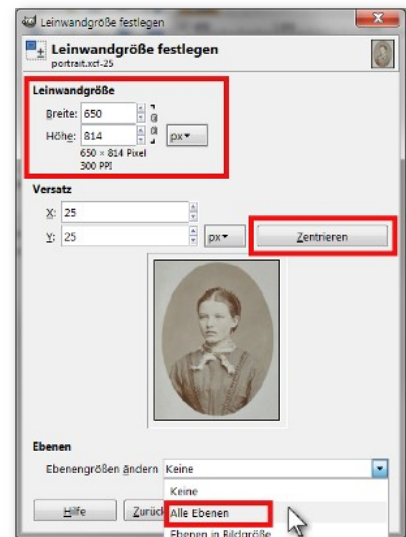 Leinwandgröße festlegen
Leinwandgröße festlegen
portrait.xcf-25
Leinwandgröße
Breite: 650
Höhe: 814 px
650 × 814 Pixel
300 PPI
Versatz
X: 25
Y: 25 px Zentrieren
Ebenen
Ebenengrößen ändern Keine
Keine
Hilfe Zurück Alle Ebenen
Ebenen in Bildgröße